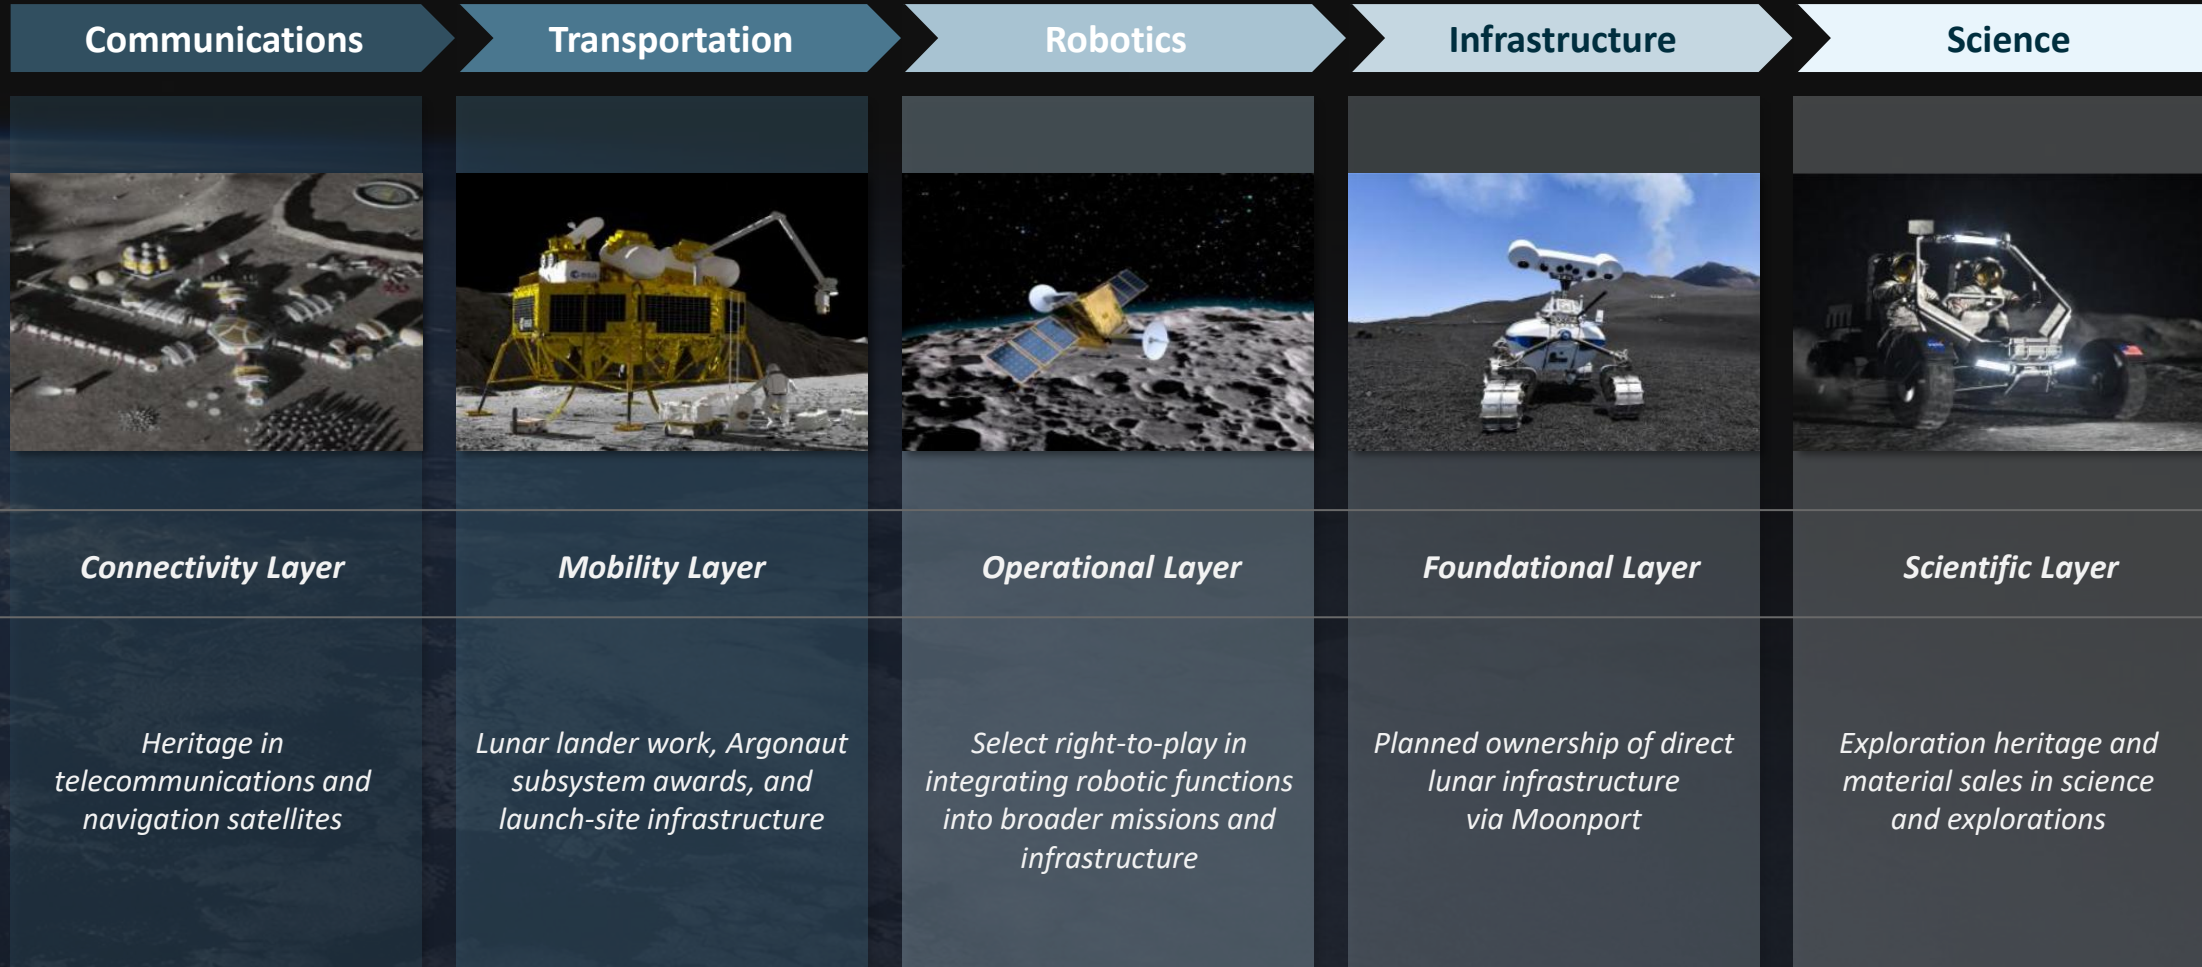 Communications
Transportation
Robotics
Infrastructure
Science
Connectivity Layer
Mobility Layer
Operational Layer
Foundational Layer
Scientific Layer
Heritage in
telecommunications and
navigation satellites
Lunar lander work, Argonaut
subsystem awards, and
launch-site infrastructure
Select right-to-play in
integrating robotic functions
into broader missions and
infrastructure
Planned ownership of direct
lunar infrastructure
via Moonport
Exploration heritage and
material sales in science
and explorations